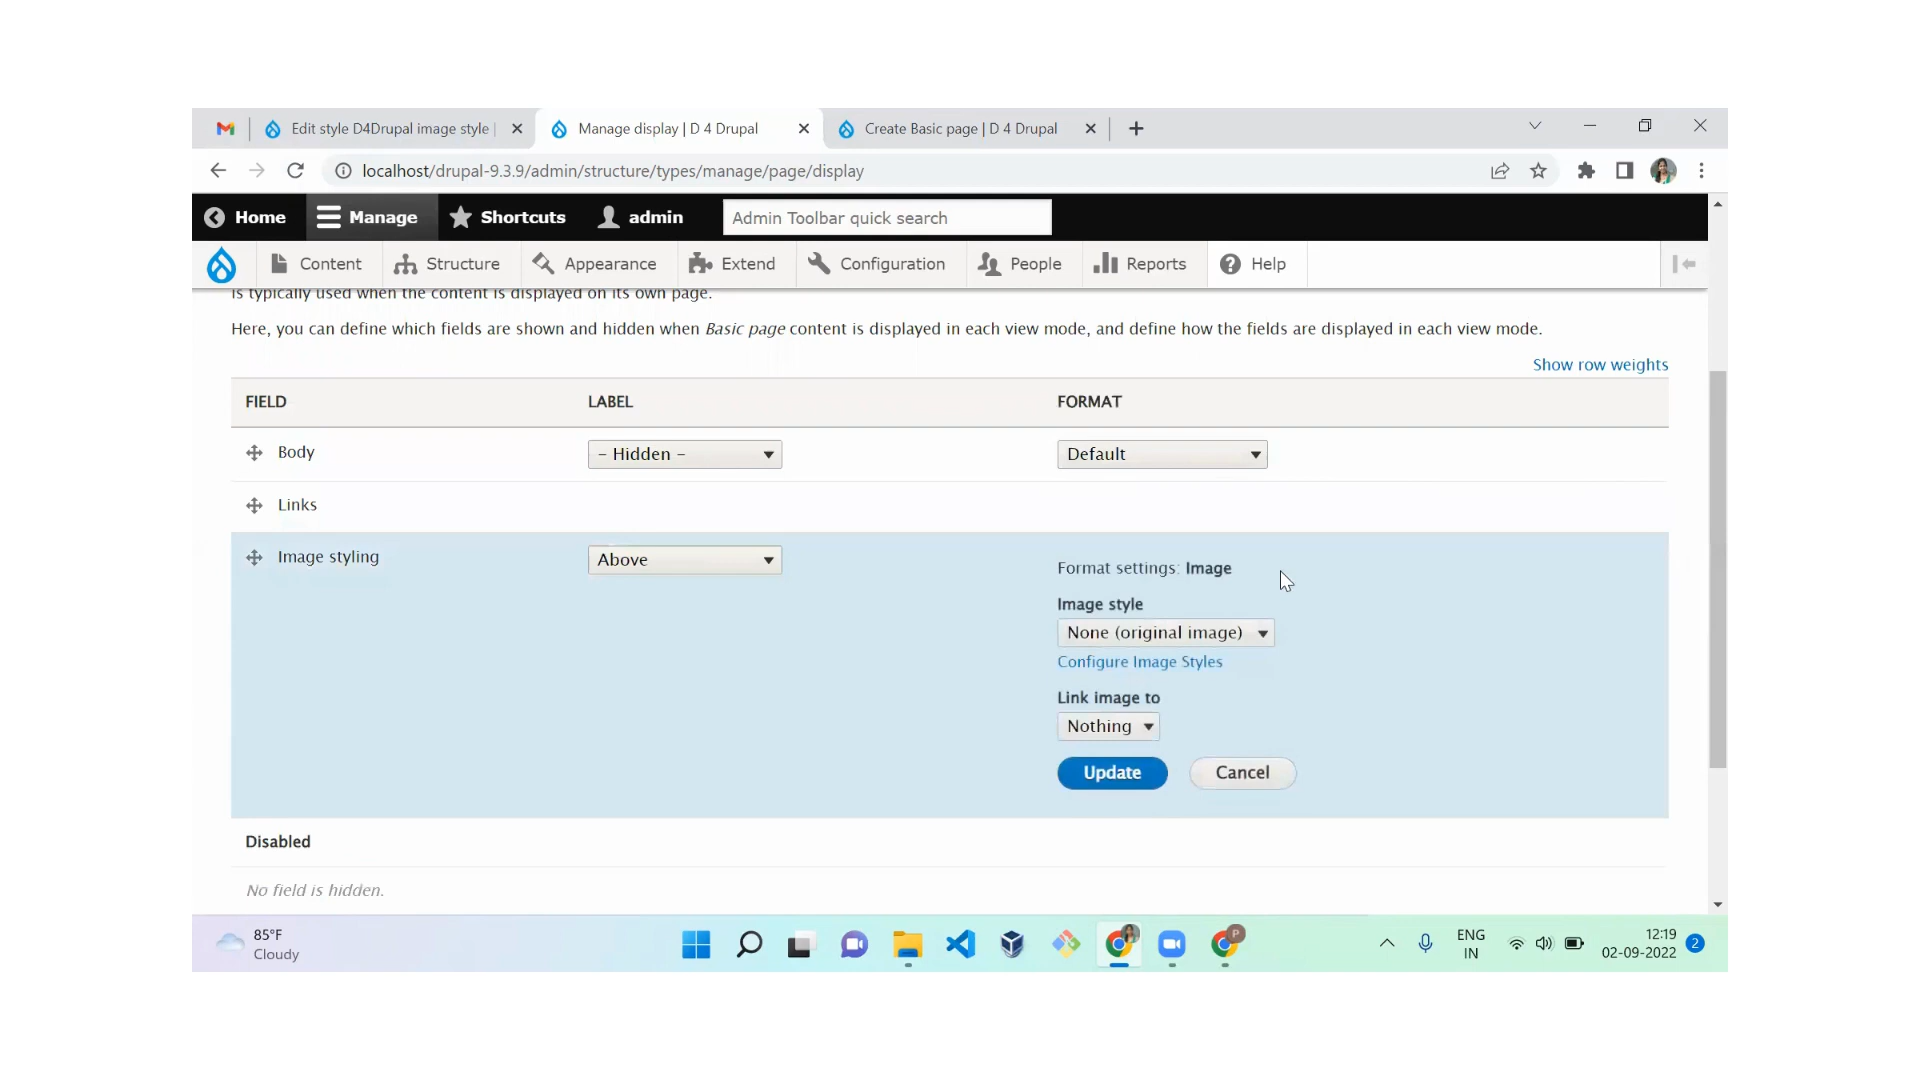 Edit style D4Drupal image style |
Manage display | D 4 Drupal
Create Basic page | D 4 Drupal
localhost/drupal-9.3.9/admin/structure/types/manage/page/display
Home Manage Shortcuts admin Admin Toolbar quick search
Content Structure Appearance Extend Configuration People Reports Help
is typically used when the content is displayed on its own page.
Here, you can define which fields are shown and hidden when Basic page content is displayed in each view mode, and define how the fields are displayed in each view mode.
Show row weights
FIELD LABEL FORMAT
Body - Hidden - Default
Links
Image styling Above
Format settings: Image
Image style
None (original image)
Configure Image Styles
Link image to
Nothing
Update Cancel
Disabled
No field is hidden.
85°F
Cloudy
P
ENG
IN
12:19
02-09-2022
2